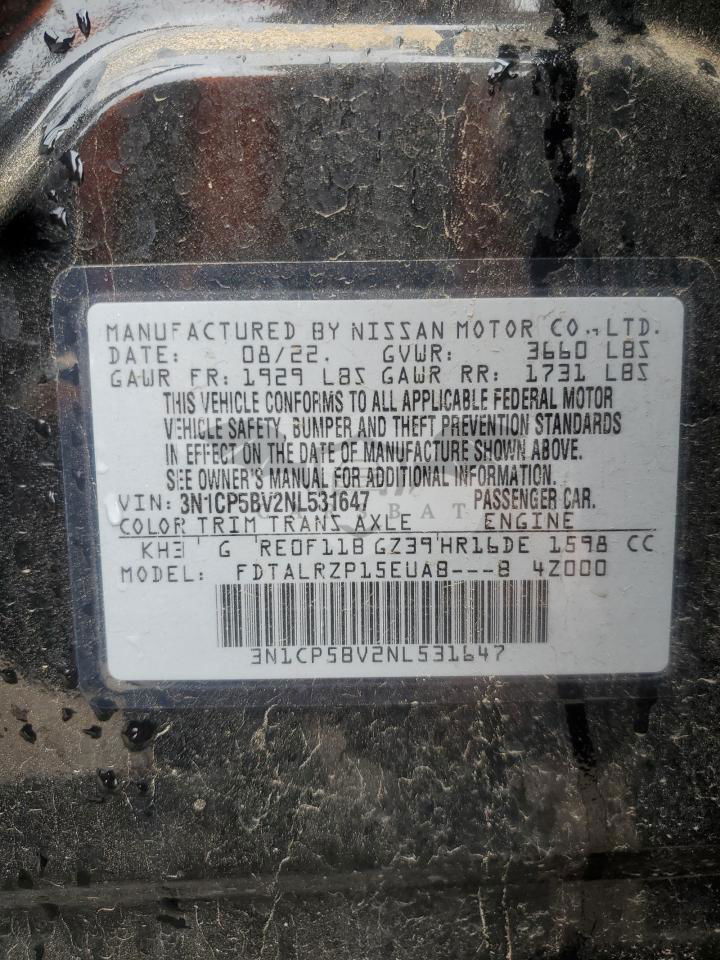 MANUFACTURED BY NISSAN MOTOR CO., LTD.
DATE: 08/22. GVWR: 3660 LBS
GAWR FR: 1929 LBS GAWR RR: 1731 LBS
THIS VEHICLE CONFORMS TO ALL APPLICABLE FEDERAL MOTOR
VEHICLE SAFETY, BUMPER AND THEFT PREVENTION STANDARDS
IN EFFECT ON THE DATE OF MANUFACTURE SHOWN ABOVE.
SEE OWNER'S MANUAL FOR ADDITIONAL INFORMATION.
VIN: 3N1CP5BV2NL531647 PASSENGER CAR.
COLOR TRIM TRANS AXLE ENGINE
KH3 G RE0F11B GZ39 HR16DE 1598 CC
MODEL: FDTALRZP15EUA8---8 4Z000
3N1CP5BV2NL531647